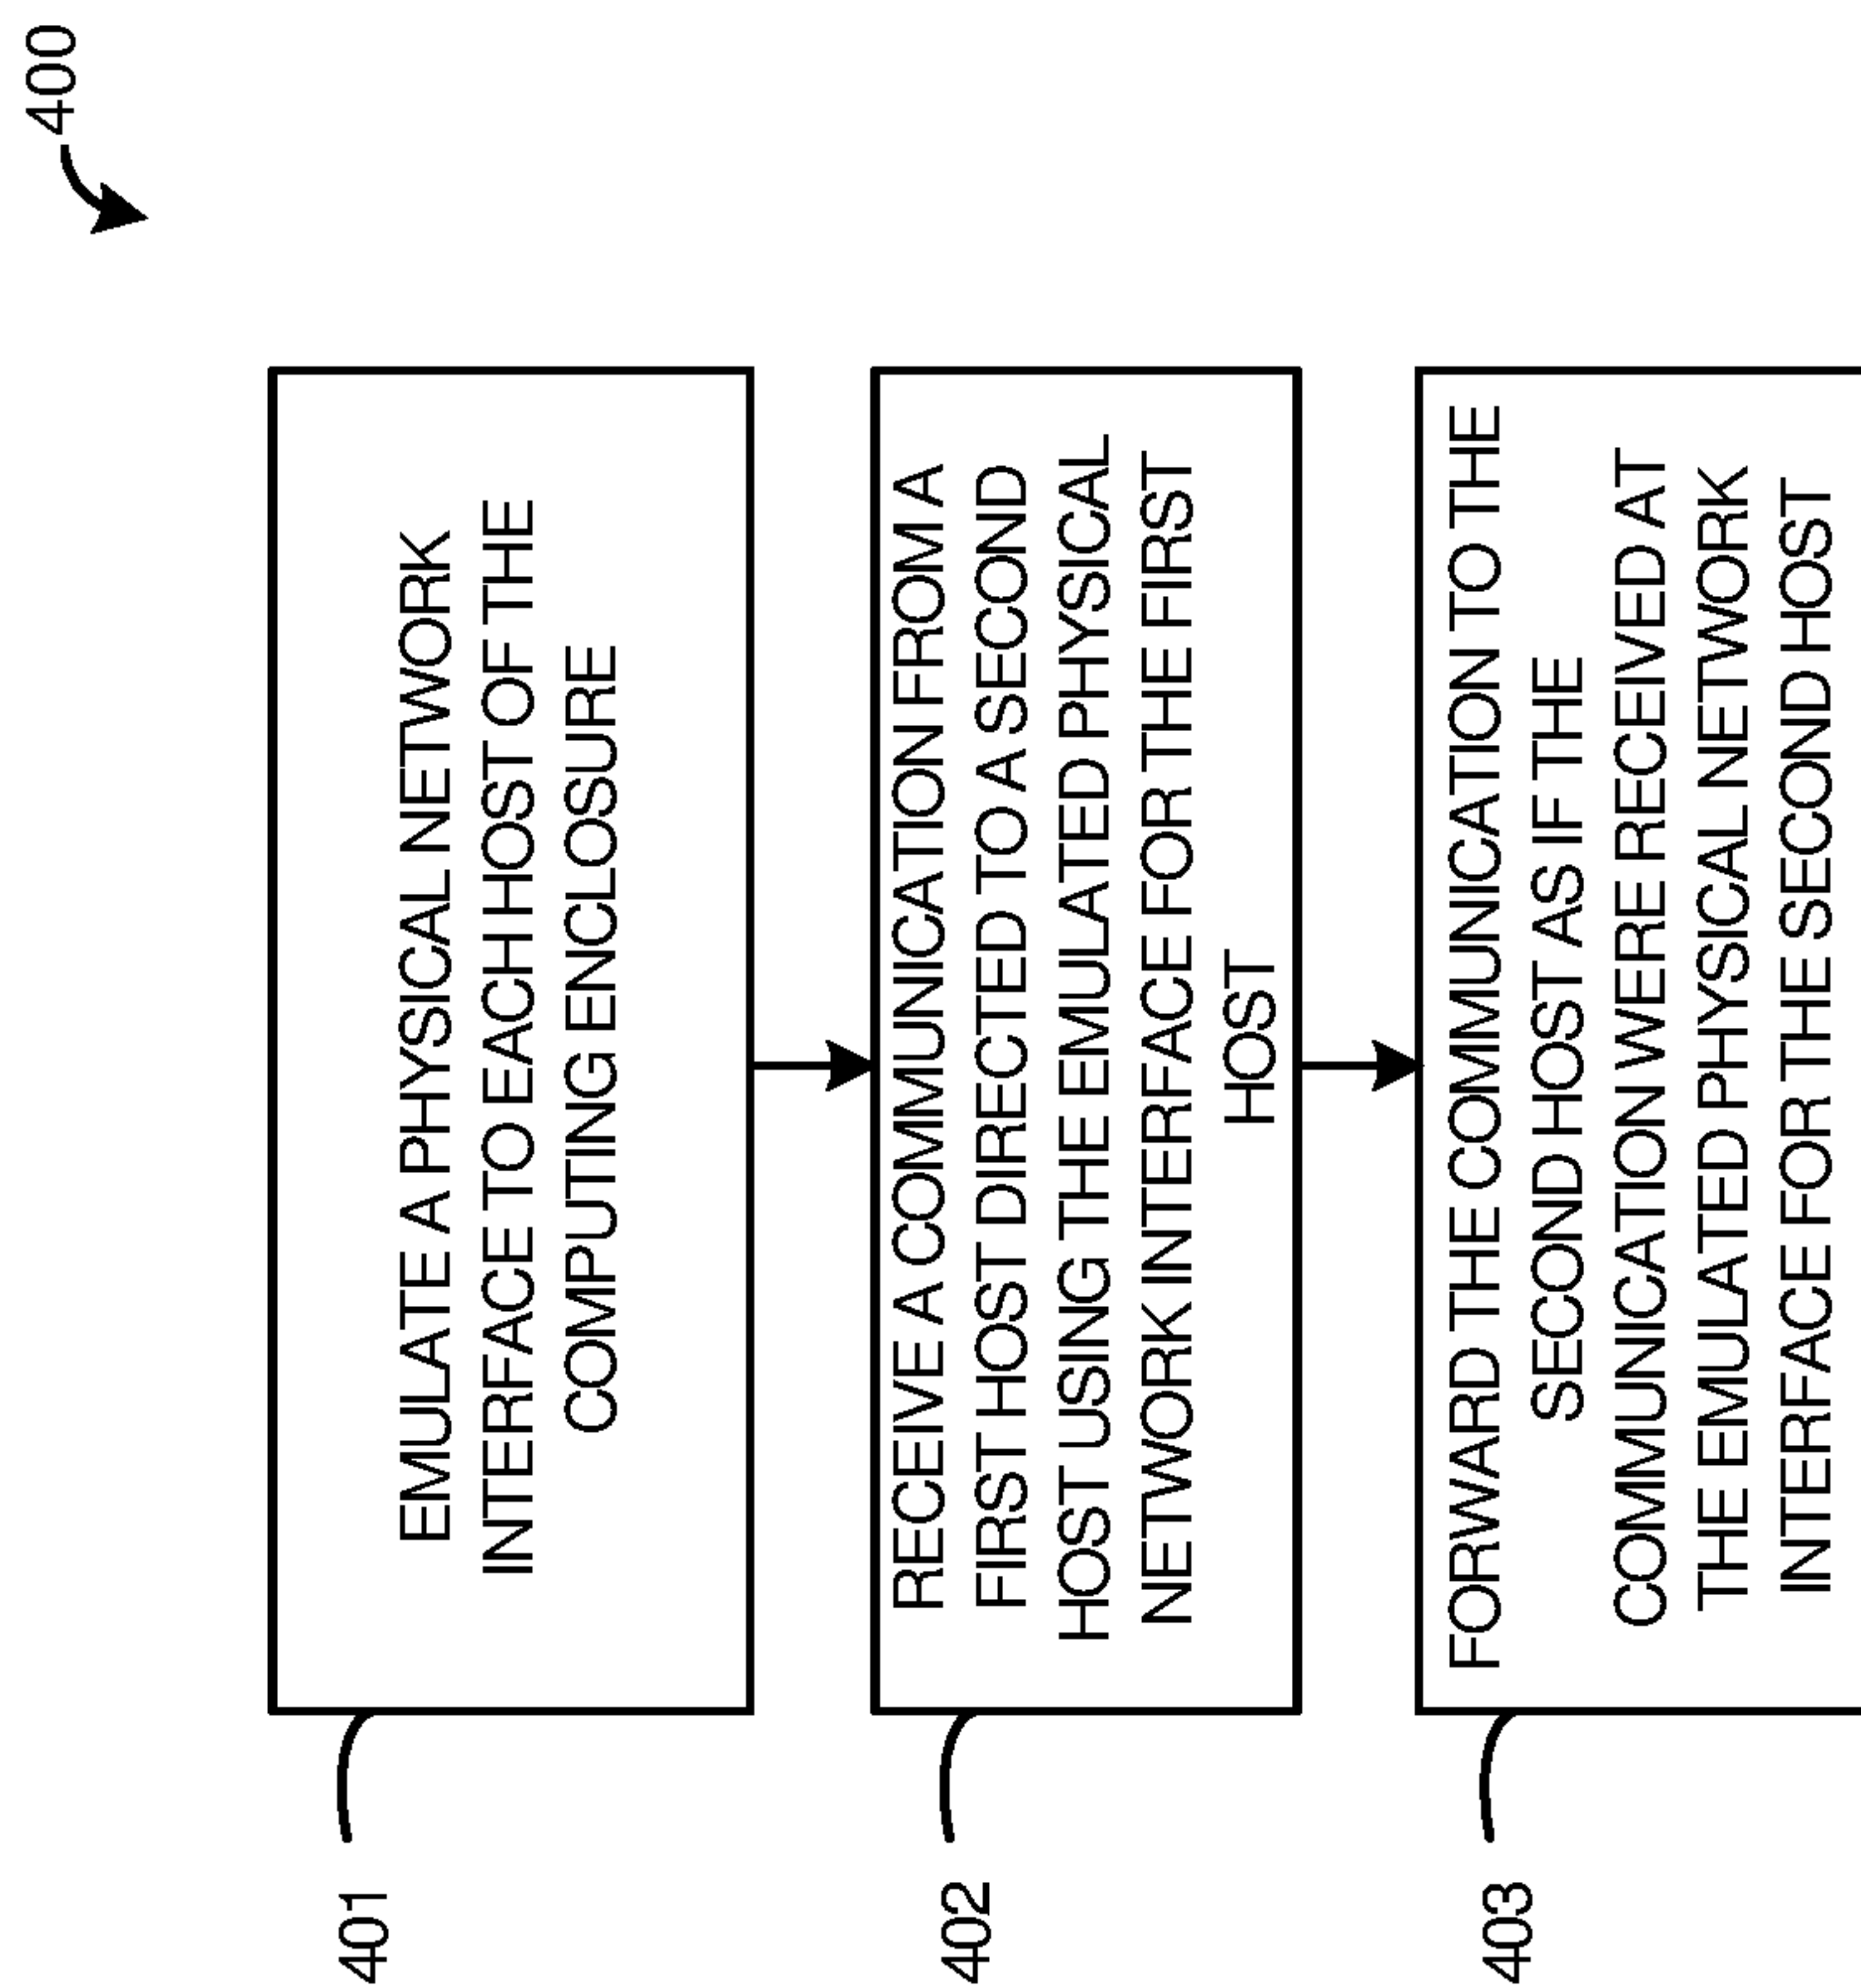 400
401
EMULATE A PHYSICAL NETWORK
INTERFACE TO EACH HOST OF THE
COMPUTING ENCLOSURE
402
RECEIVE A COMMUNICATION FROM A
FIRST HOST DIRECTED TO A SECOND
HOST USING THE EMULATED PHYSICAL
NETWORK INTERFACE FOR THE FIRST
HOST
403
FORWARD THE COMMUNICATION TO THE
SECOND HOST AS IF THE
COMMUNICATION WERE RECEIVED AT
THE EMULATED PHYSICAL NETWORK
INTERFACE FOR THE SECOND HOST